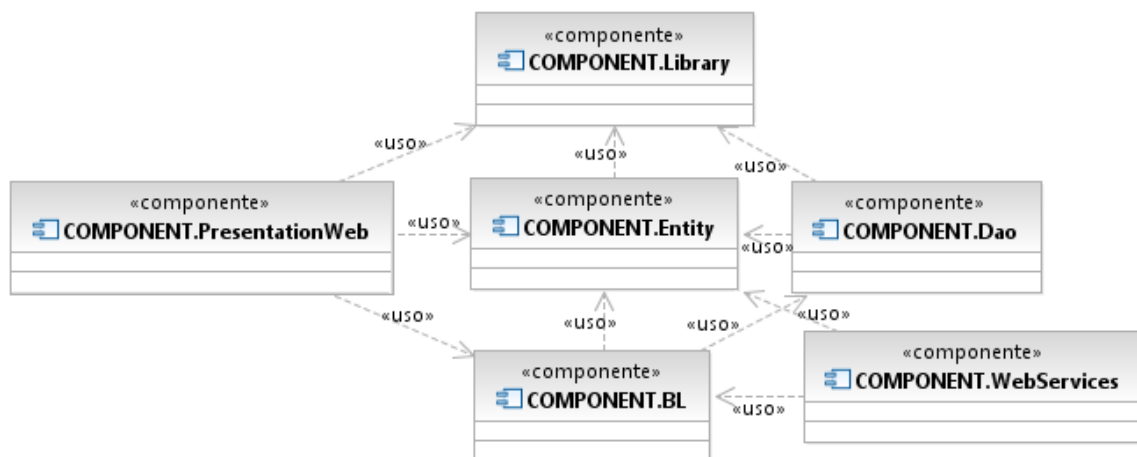 «componente»
COMPONENT.Library
«uso»
«uso»
«uso»
«componente»
COMPONENT.PresentationWeb
«uso»
«componente»
COMPONENT.Entity
«uso»
«componente»
COMPONENT.Dao
«uso»
«uso»
«uso»
«uso»
«componente»
COMPONENT.BL
«uso»
«componente»
COMPONENT.WebServices